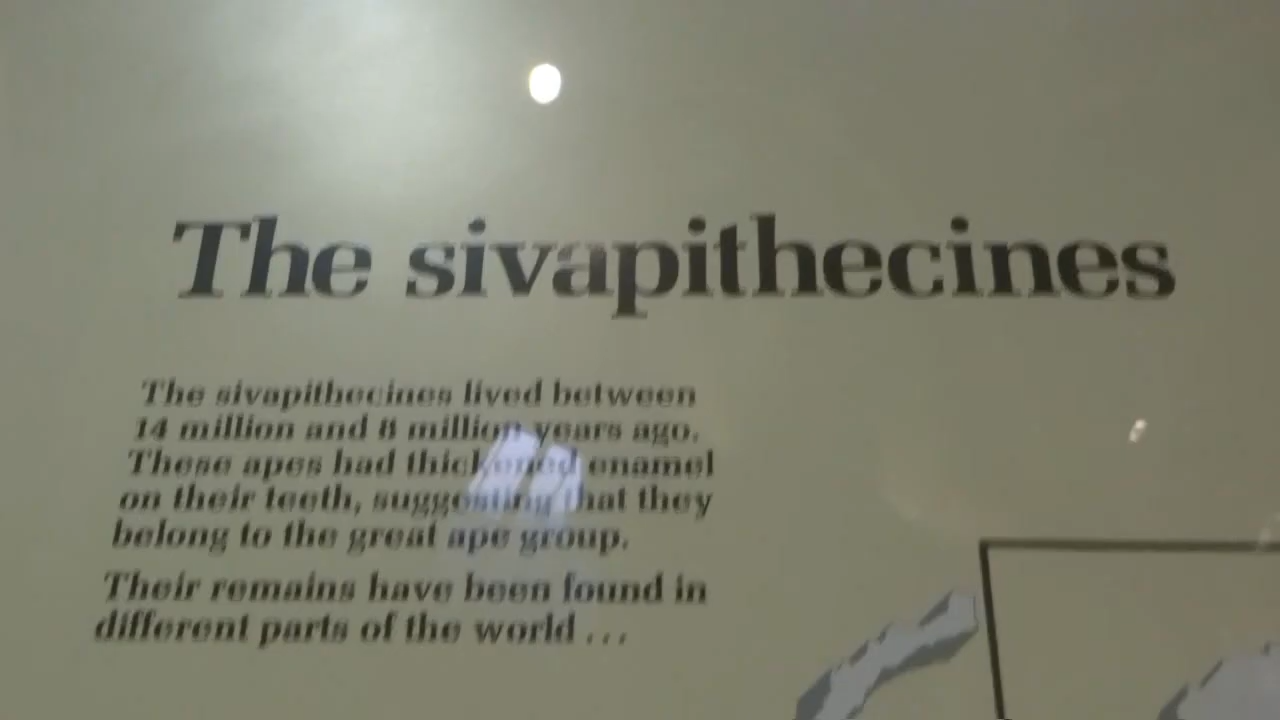 The sivapithecines
The sivapithecines lived between
14 million and 8 million years ago.
These apes had thickened enamel
on their teeth, suggesting that they
belong to the great ape group.
Their remains have been found in
different parts of the world ...